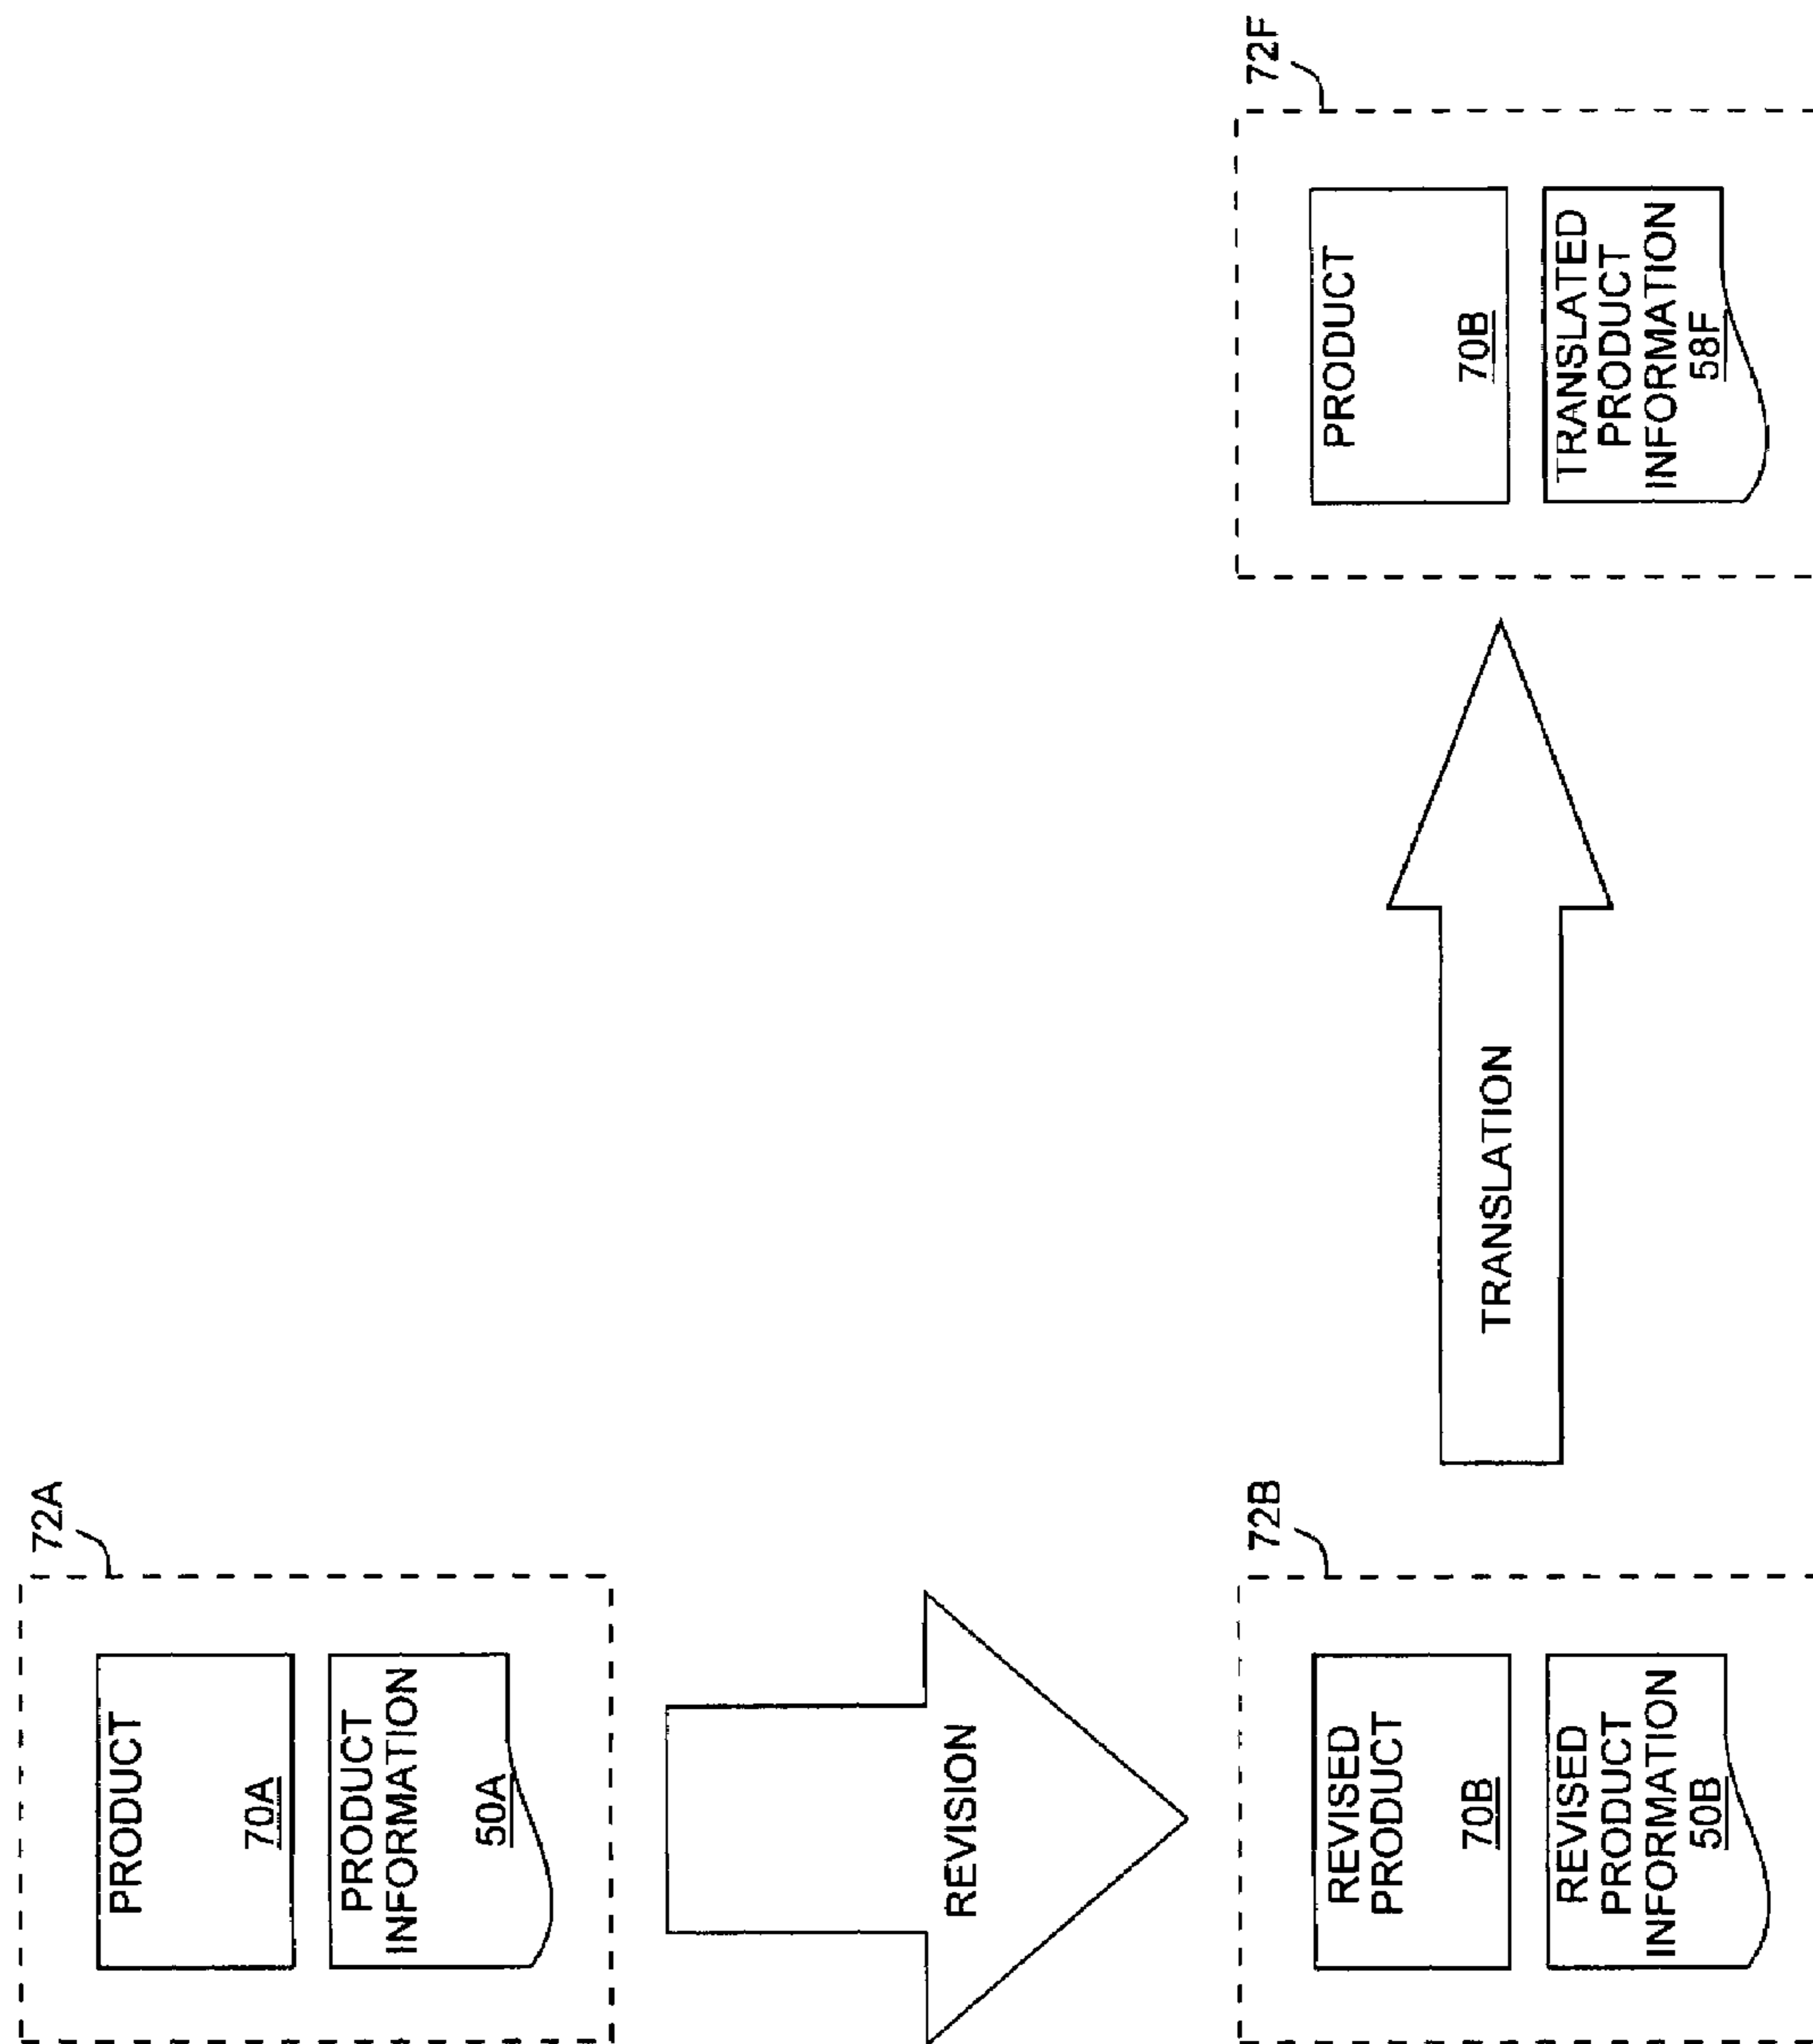 72A
PRODUCT
70A
PRODUCT
INFORMATION
50A
REVISION
72B
REVISED
PRODUCT
70B
REVISED
PRODUCT
INFORMATION
50B
TRANSLATION
72F
PRODUCT
70B
TRANSLATED
PRODUCT
INFORMATION
58F